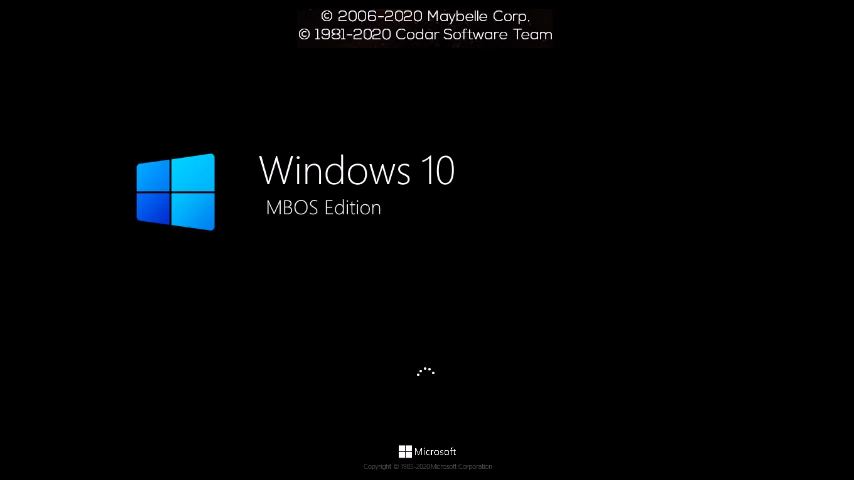 © 2006-2020 Maybelle Corp.
© 1981-2020 Codar Software Team
Windows 10
MBOS Edition
Microsoft
Copyright © 1981-2020 Microsoft Corporation